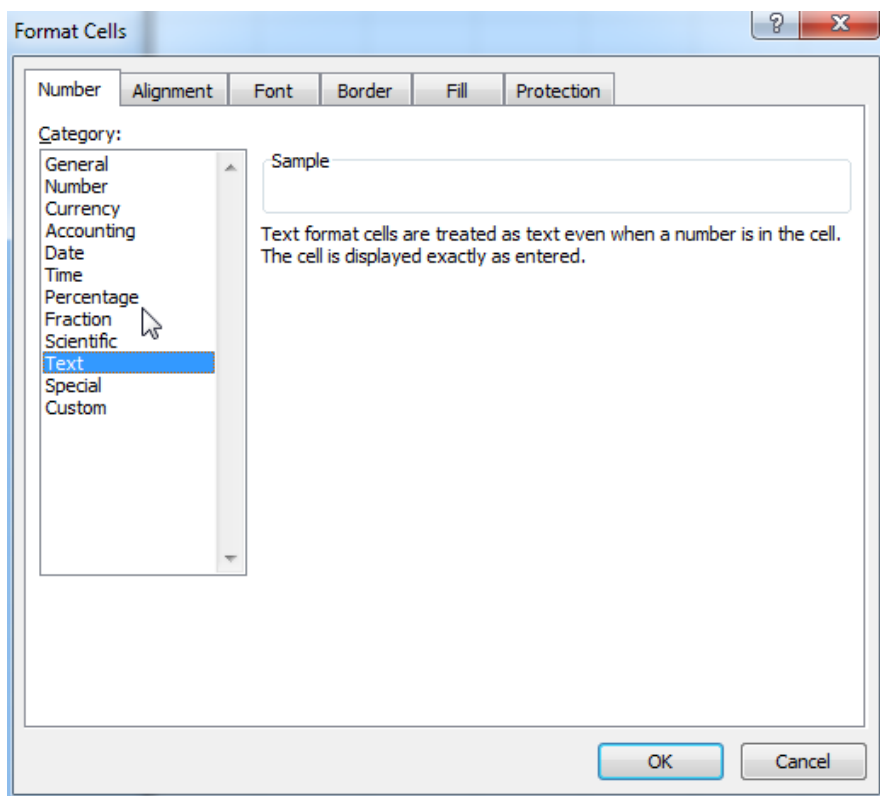 Format Cells
?
X
Number Alignment Font Border Fill Protection
Category:
General
Number
Currency
Accounting
Date
Time
Percentage
Fraction
Scientific
Text
Special
Custom
Sample
Text format cells are treated as text even when a number is in the cell.
The cell is displayed exactly as entered.
OK Cancel